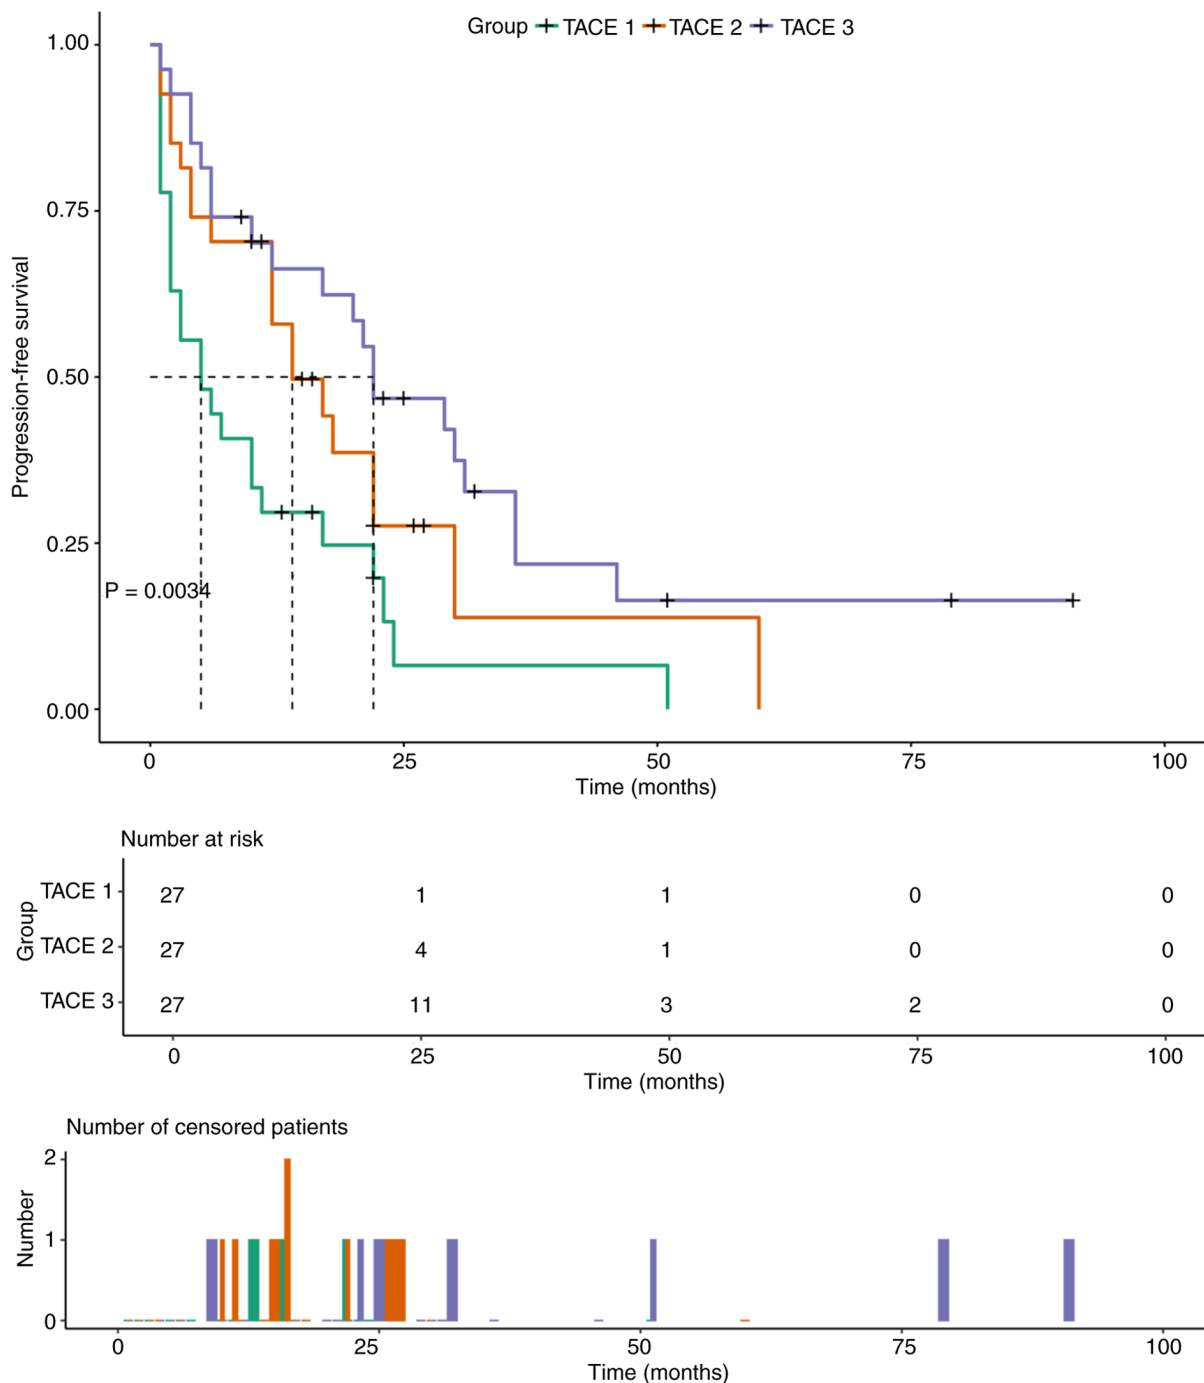 Group TACE 1 TACE 2 TACE 3
1.00
0.75
0.50
0.25
0.00
Progression-free survival
P = 0.0034
0 25 50 75 100
Time (months)
Number at risk
Group
TACE 1 27 1 1 0 0
TACE 2 27 4 1 0 0
TACE 3 27 11 3 2 0
0 25 50 75 100
Time (months)
Number of censored patients
Number
2
1
0
0 25 50 75 100
Time (months)